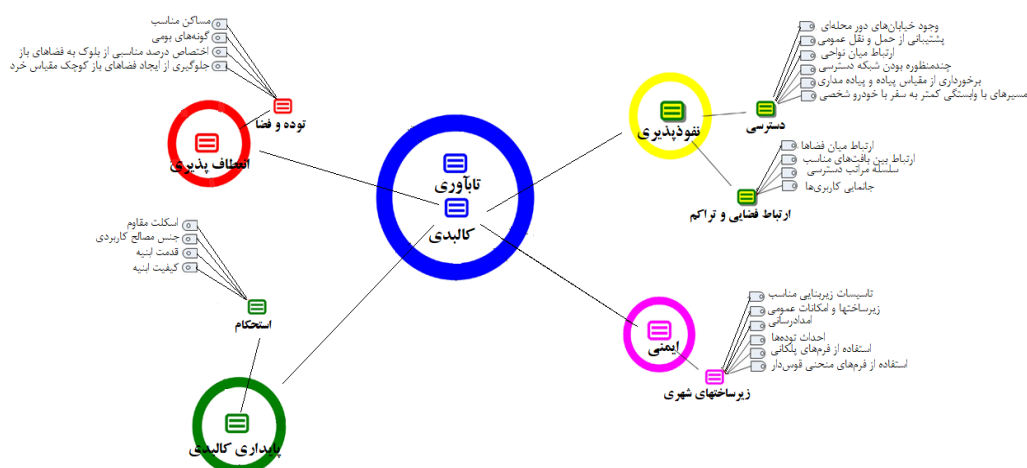 وجود خیابان‌های دور محله‌ای
پشتیبانی از حمل و نقل عمومی
ارتباط میان نواحی
چندمنظوره بودن شبکه دسترسی
برخورداری از مقیاس پیاده و پیاده مداری
مسیرهای با وابستگی کمتر به سفر با خودرو شخصی
دسترسی
نفوذپذیری
ارتباط میان فضاها
ارتباط بین بافت‌های مناسب
سلسله مراتب دسترسی
جانمایی کاربری‌ها
ارتباط فضایی و تراکم
مساکن مناسب
گونه‌های بومی
اختصاص درصد مناسبی از بلوک به فضاهای باز
جلوگیری از ایجاد فضاهای باز کوچک مقیاس خرد
توده و فضا
انعطاف پذیری
تابآوری
کالبدی
تاسیسات زیربنایی مناسب
زیرساختها و امکانات عمومی
امدادرسانی
احداث توده‌ها
استفاده از فرم‌های پلکانی
استفاده از فرم‌های منحنی قوس‌دار
ایمنی
زیرساختهای شهری
اسکلت مقاوم
جنس مصالح کاربردی
قدمت ابنیه
کیفیت ابنیه
استحکام
پایداری کالبدی